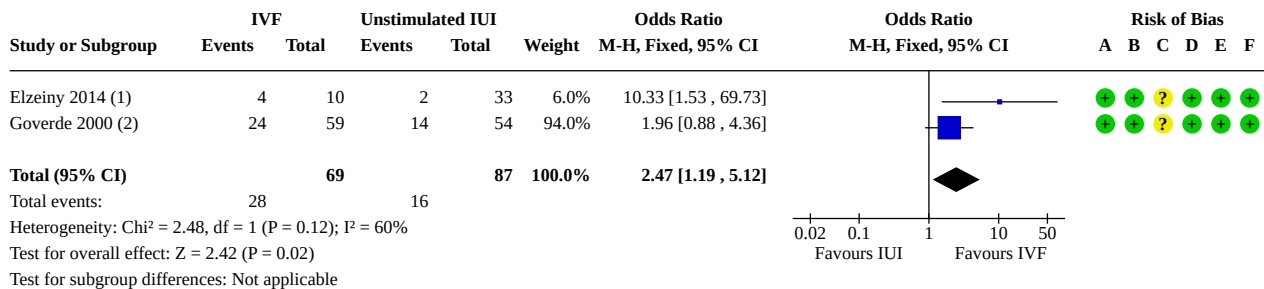 IVF Unstimulated IUI Odds Ratio Odds Ratio Risk of Bias
Study or Subgroup Events Total Events Total Weight M-H, Fixed, 95% CI M-H, Fixed, 95% CI A B C D E F
Elzeiny 2014 (1) 4 10 2 33 6.0% 10.33 [1.53 , 69.73] + + ? + + +
Goverde 2000 (2) 24 59 14 54 94.0% 1.96 [0.88 , 4.36] + + ? + + +
Total (95% CI) 69 87 100.0% 2.47 [1.19 , 5.12]
Total events: 28 16
Heterogeneity: Chi² = 2.48, df = 1 (P = 0.12); I² = 60%
0.02 0.1 1 10 50
Test for overall effect: Z = 2.42 (P = 0.02) Favours IUI Favours IVF
Test for subgroup differences: Not applicable